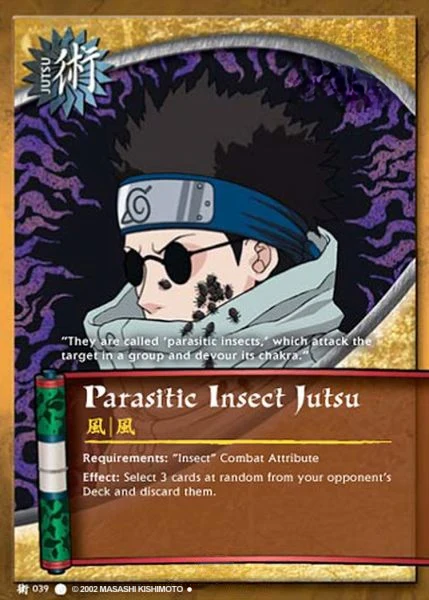 JUTSU 術
"They are called 'parasitic insects,' which attack the
target in a group and devour its chakra."
Parasitic Insect Jutsu
風|風
Requirements: "Insect" Combat Attribute
Effect: Select 3 cards at random from your opponent's
Deck and discard them.
術 039 © 2002 MASASHI KISHIMOTO